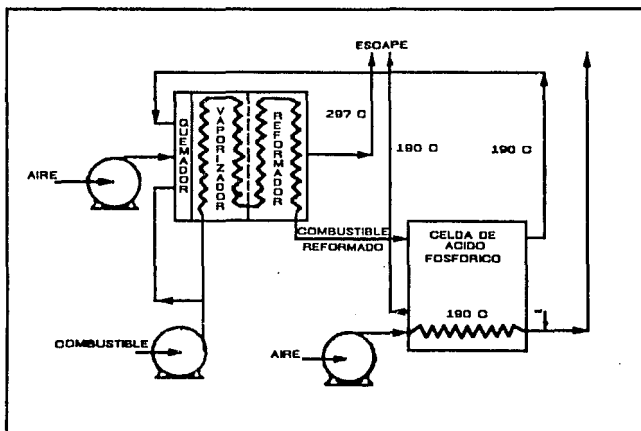 ESCAPE
QUEMADOR
VAPORIZADOR
REFORMADOR
297 C
190 C
190 C
AIRE
COMBUSTIBLE
REFORMADO
CELDA DE
ACIDO
FOSFORICO
190 C
COMBUSTIBLE
AIRE